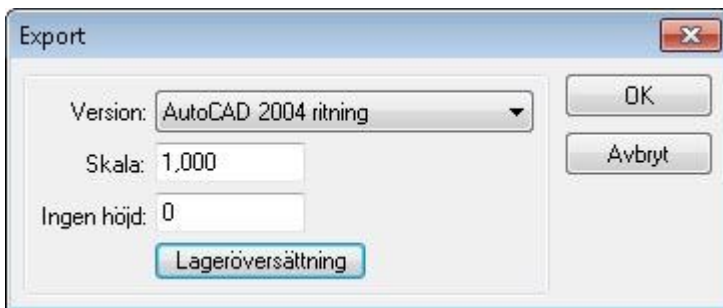 Export
Version: AutoCAD 2004 ritning
OK
Skala: 1,000
Avbryt
Ingen höjd: 0
Lageröversättning